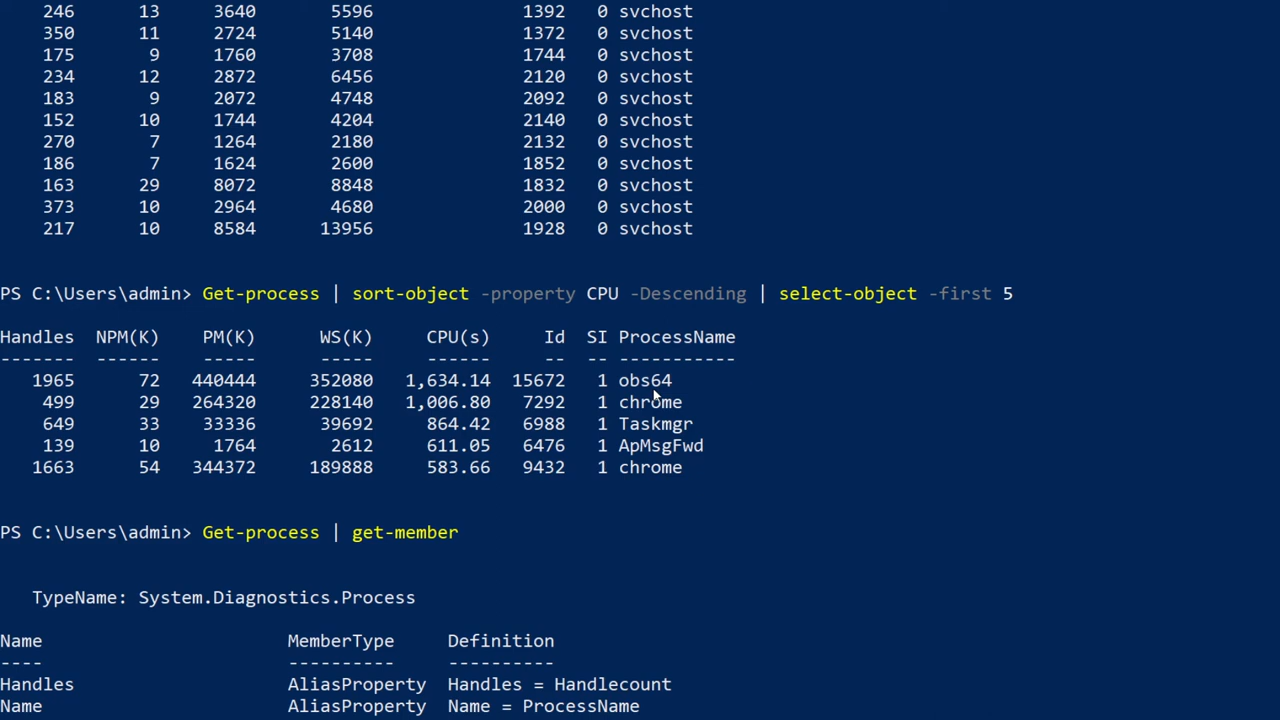 246 13 3640 5596 1392 0 svchost
350 11 2724 5140 1372 0 svchost
175 9 1760 3708 1744 0 svchost
234 12 2872 6456 2120 0 svchost
183 9 2072 4748 2092 0 svchost
152 10 1744 4204 2140 0 svchost
270 7 1264 2180 2132 0 svchost
186 7 1624 2600 1852 0 svchost
163 29 8072 8848 1832 0 svchost
373 10 2964 4680 2000 0 svchost
217 10 8584 13956 1928 0 svchost
PS C:\Users\admin> Get-process | sort-object -property CPU -Descending | select-object -first 5
Handles NPM(K) PM(K) WS(K) CPU(s) Id SI ProcessName
------- ------ ----- ----- ------ -- -- -----------
1965 72 440444 352080 1,634.14 15672 1 obs64
499 29 264320 228140 1,006.80 7292 1 chrome
649 33 33336 39692 864.42 6988 1 Taskmgr
139 10 1764 2612 611.05 6476 1 ApMsgFwd
1663 54 344372 189888 583.66 9432 1 chrome
PS C:\Users\admin> Get-process | get-member
TypeName: System.Diagnostics.Process
Name MemberType Definition
---- ---------- ----------
Handles AliasProperty Handles = Handlecount
Name AliasProperty Name = ProcessName